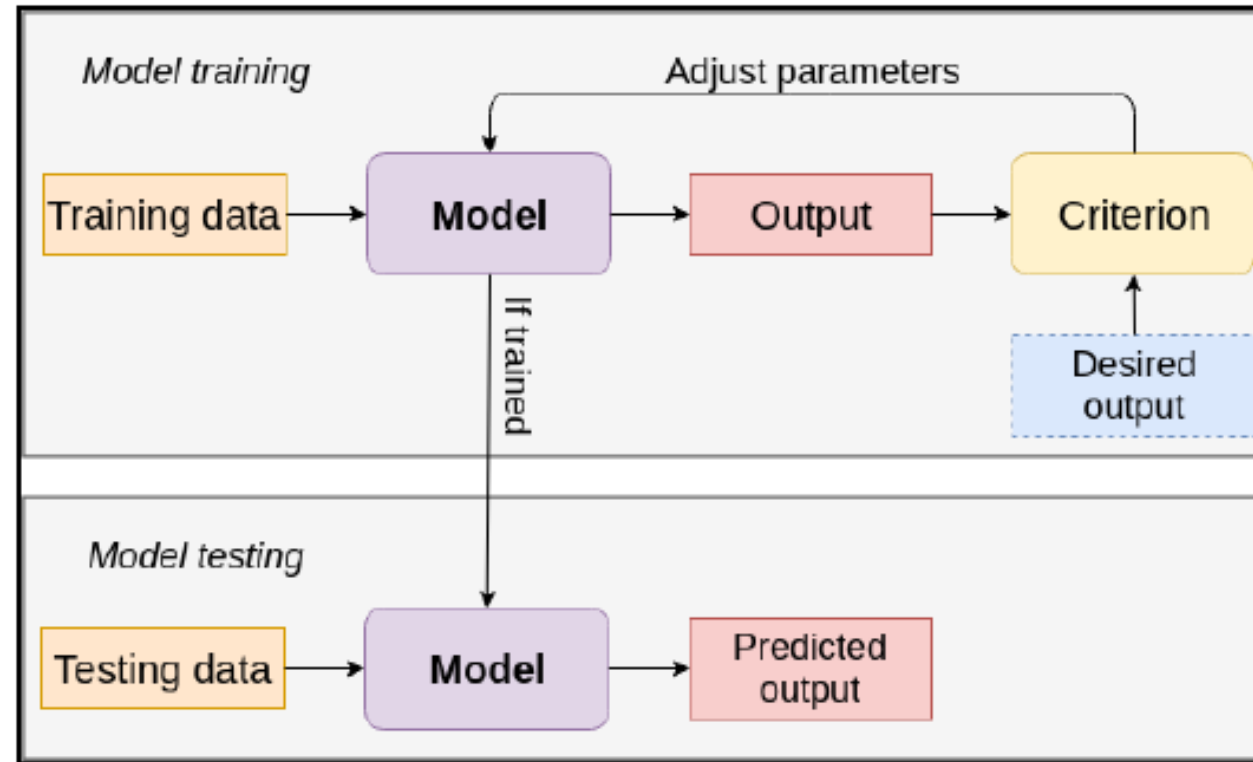 Model training
Adjust parameters
Training data
Model
Output
Criterion
If trained
Desired
output
Model testing
Testing data
Model
Predicted
output